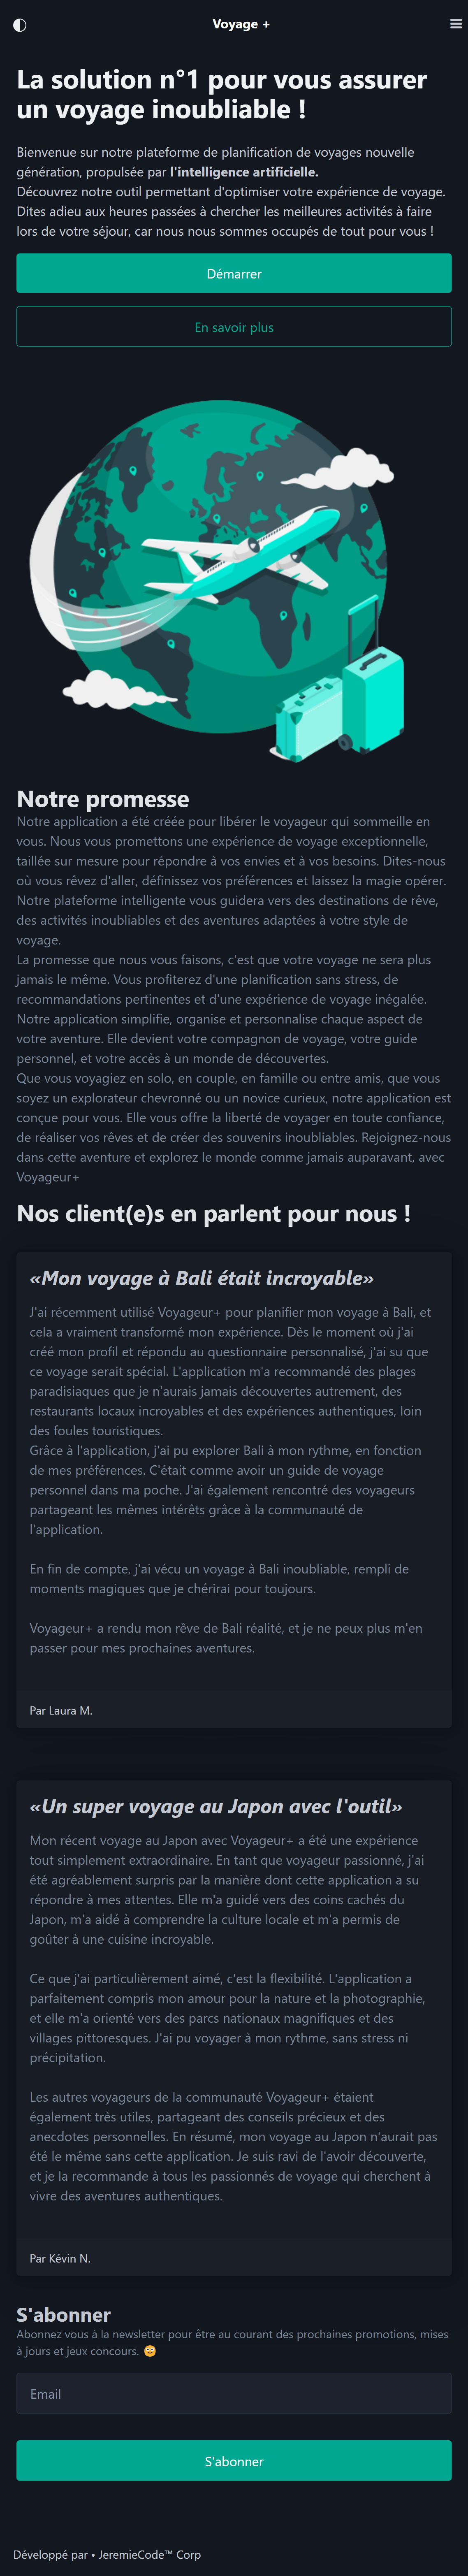 Voyage +
La solution n°1 pour vous assurer
un voyage inoubliable !
Bienvenue sur notre plateforme de planification de voyages nouvelle
génération, propulsée par l'intelligence artificielle.
Découvrez notre outil permettant d'optimiser votre expérience de voyage.
Dites adieu aux heures passées à chercher les meilleures activités à faire
lors de votre séjour, car nous nous sommes occupés de tout pour vous !
Démarrer
En savoir plus
Notre promesse
Notre application a été créée pour libérer le voyageur qui sommeille en
vous. Nous vous promettons une expérience de voyage exceptionnelle,
taillée sur mesure pour répondre à vos envies et à vos besoins. Dites-nous
où vous rêvez d'aller, définissez vos préférences et laissez la magie opérer.
Notre plateforme intelligente vous guidera vers des destinations de rêve,
des activités inoubliables et des aventures adaptées à votre style de
voyage.
La promesse que nous vous faisons, c'est que votre voyage ne sera plus
jamais le même. Vous profiterez d'une planification sans stress, de
recommandations pertinentes et d'une expérience de voyage inégalée.
Notre application simplifie, organise et personnalise chaque aspect de
votre aventure. Elle devient votre compagnon de voyage, votre guide
personnel, et votre accès à un monde de découvertes.
Que vous voyagiez en solo, en couple, en famille ou entre amis, que vous
soyez un explorateur chevronné ou un novice curieux, notre application est
conçue pour vous. Elle vous offre la liberté de voyager en toute confiance,
de réaliser vos rêves et de créer des souvenirs inoubliables. Rejoignez-nous
dans cette aventure et explorez le monde comme jamais auparavant, avec
Voyageur+
Nos client(e)s en parlent pour nous !
«Mon voyage à Bali était incroyable»
J'ai récemment utilisé Voyageur+ pour planifier mon voyage à Bali, et
cela a vraiment transformé mon expérience. Dès le moment où j'ai
créé mon profil et répondu au questionnaire personnalisé, j'ai su que
ce voyage serait spécial. L'application m'a recommandé des plages
paradisiaques que je n'aurais jamais découvertes autrement, des
restaurants locaux incroyables et des expériences authentiques, loin
des foules touristiques.
Grâce à l'application, j'ai pu explorer Bali à mon rythme, en fonction
de mes préférences. C'était comme avoir un guide de voyage
personnel dans ma poche. J'ai également rencontré des voyageurs
partageant les mêmes intérêts grâce à la communauté de
l'application.
En fin de compte, j'ai vécu un voyage à Bali inoubliable, rempli de
moments magiques que je chérirai pour toujours.
Voyageur+ a rendu mon rêve de Bali réalité, et je ne peux plus m'en
passer pour mes prochaines aventures.
Par Laura M.
«Un super voyage au Japon avec l'outil»
Mon récent voyage au Japon avec Voyageur+ a été une expérience
tout simplement extraordinaire. En tant que voyageur passionné, j'ai
été agréablement surpris par la manière dont cette application a su
répondre à mes attentes. Elle m'a guidé vers des coins cachés du
Japon, m'a aidé à comprendre la culture locale et m'a permis de
goûter à une cuisine incroyable.
Ce que j'ai particulièrement aimé, c'est la flexibilité. L'application a
parfaitement compris mon amour pour la nature et la photographie,
et elle m'a orienté vers des parcs nationaux magnifiques et des
villages pittoresques. J'ai pu voyager à mon rythme, sans stress ni
précipitation.
Les autres voyageurs de la communauté Voyageur+ étaient
également très utiles, partageant des conseils précieux et des
anecdotes personnelles. En résumé, mon voyage au Japon n'aurait pas
été le même sans cette application. Je suis ravi de l'avoir découverte,
et je la recommande à tous les passionnés de voyage qui cherchent à
vivre des aventures authentiques.
Par Kévin N.
S'abonner
Abonnez vous à la newsletter pour être au courant des prochaines promotions, mises
à jours et jeux concours. 😄
Email
S'abonner
Développé par • JeremieCode™ Corp